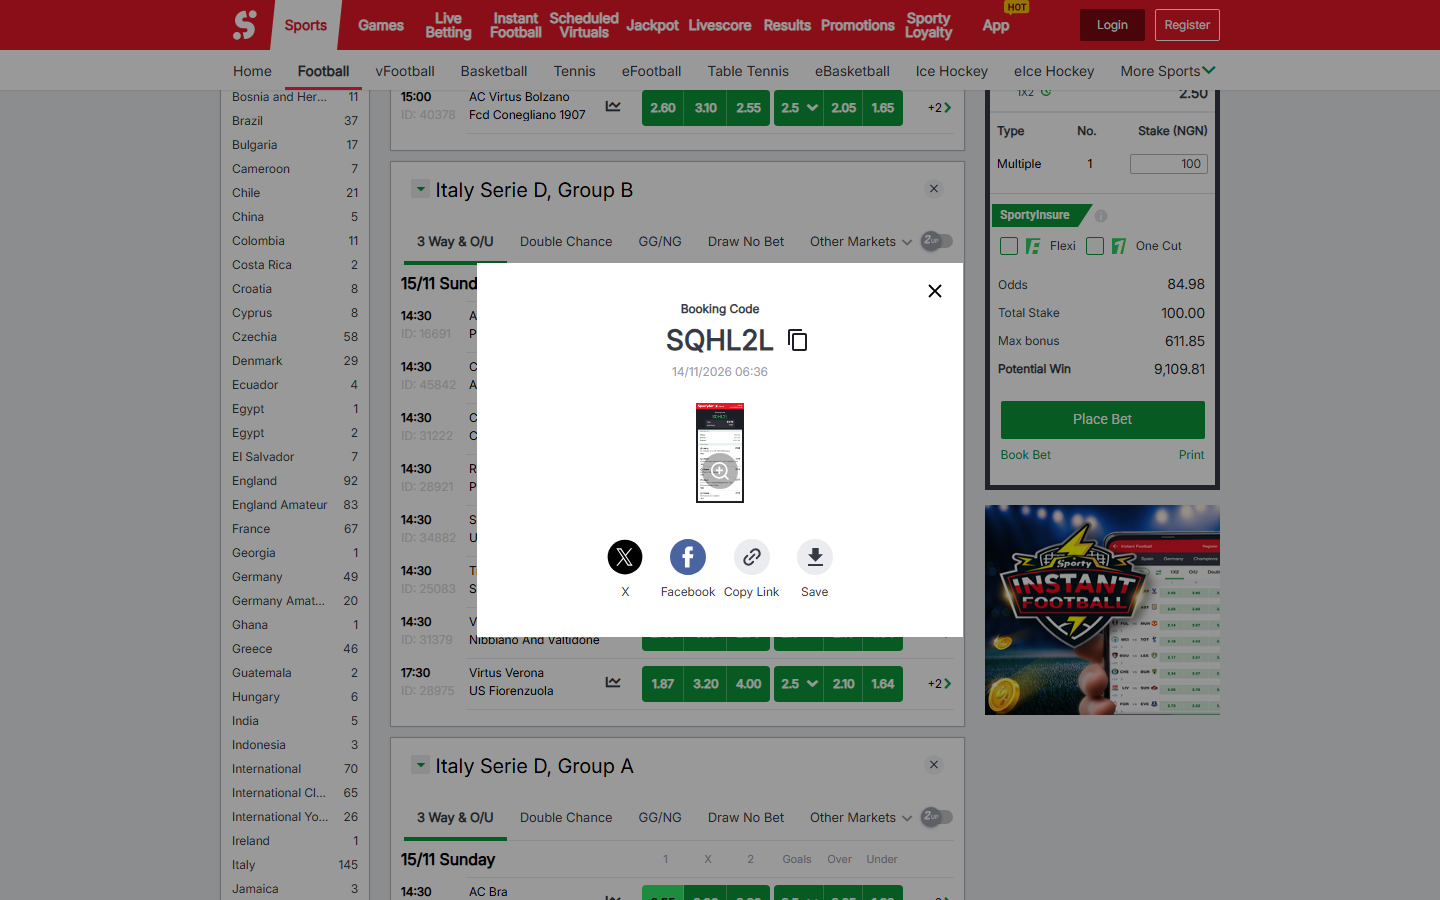 Sports
Games
Live Betting
Instant Football
Scheduled Virtuals
Jackpot
Livescore
Results
Promotions
Sporty Loyalty
App
HOT
Login
Register
Home
Football
vFootball
Basketball
Tennis
eFootball
Table Tennis
eBasketball
Ice Hockey
eIce Hockey
More Sports
Bosnia and Her... 11
Brazil 37
Bulgaria 17
Cameroon 7
Chile 21
China 5
Colombia 11
Costa Rica 2
Croatia 8
Cyprus 8
Czechia 58
Denmark 29
Ecuador 4
Egypt 1
Egypt 2
El Salvador 7
England 92
England Amateur 83
France 67
Georgia 1
Germany 49
Germany Amat... 20
Ghana 1
Greece 46
Guatemala 2
Hungary 6
India 5
Indonesia 3
International 70
International Cl... 65
International Yo... 26
Ireland 1
Italy 145
Jamaica 3
15:00 AC Virtus Bolzano
ID: 40378 Fcd Conegliano 1907
2.60 3.10 2.55 2.5 2.05 1.65 +2
Italy Serie D, Group B
3 Way & O/U Double Chance GG/NG Draw No Bet Other Markets 2UP
15/11 Sund
14:30 A
ID: 16691 P
14:30 C
ID: 45842 A
14:30 C
ID: 31222 C
14:30 R
ID: 28921 P
14:30 S
ID: 34882 U
14:30 T
ID: 25083 S
14:30 V
ID: 31379 Nibbiano And Valtidone
17:30 Virtus Verona
ID: 28975 US Fiorenzuola
1.87 3.20 4.00 2.5 2.10 1.64 +2
Italy Serie D, Group A
3 Way & O/U Double Chance GG/NG Draw No Bet Other Markets 2UP
15/11 Sunday 1 X 2 Goals Over Under
14:30 AC Bra
Booking Code
SQHL2L
14/11/2026 06:36
X
Facebook
Copy Link
Save
1X2 2.50
Type No. Stake (NGN)
Multiple 1 100
SportyInsure
Flexi One Cut
Odds 84.98
Total Stake 100.00
Max bonus 611.85
Potential Win 9,109.81
Place Bet
Book Bet Print
Sporty
INSTANT
FOOTBALL